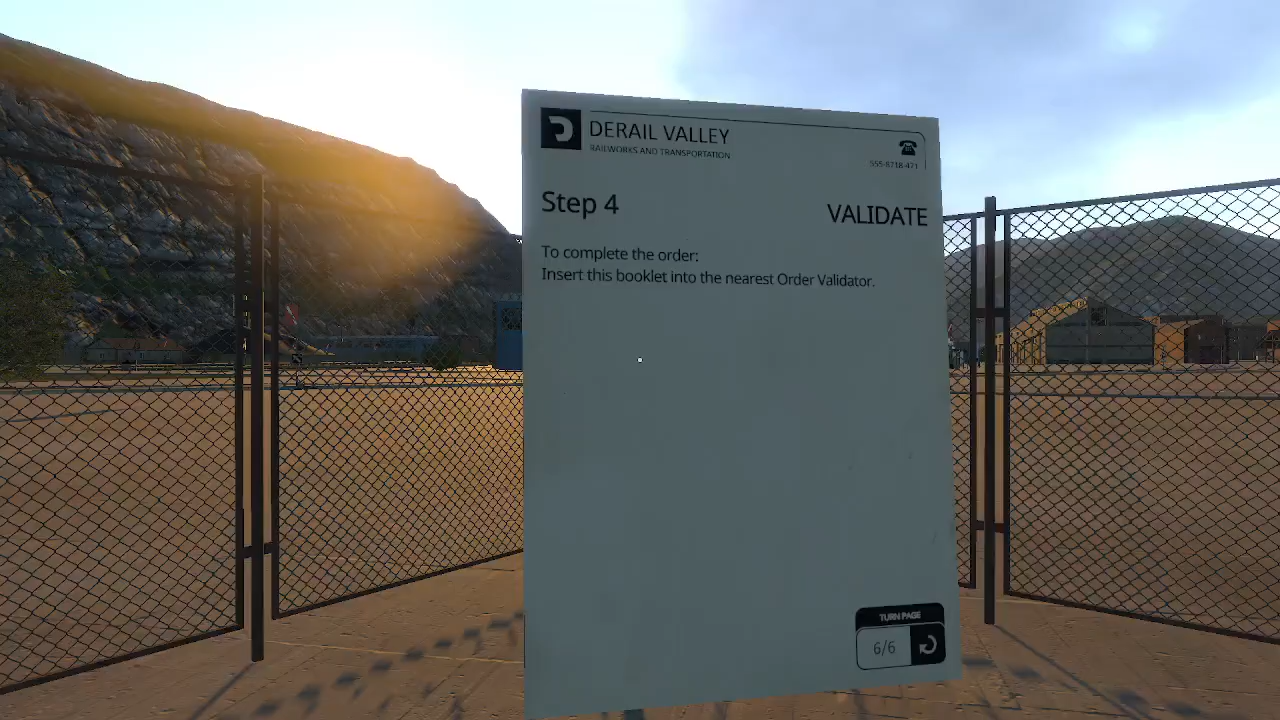 DERAIL VALLEY
RAILWORKS AND TRANSPORTATION
555-8718-471
Step 4
VALIDATE
To complete the order:
Insert this booklet into the nearest Order Validator.
TURN PAGE
6/6